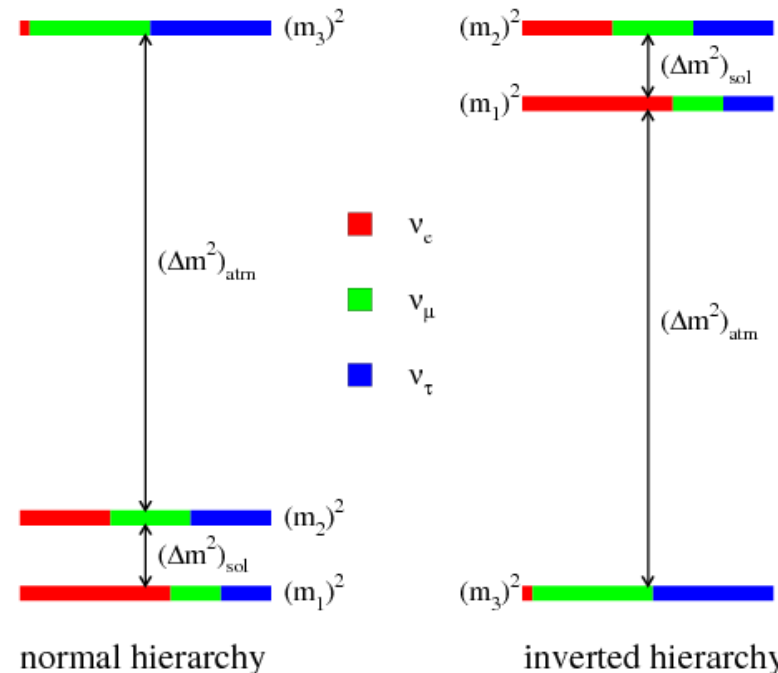 (m₃)²
(Δm²)atm
(m₂)²
(Δm²)sol
(m₁)²
normal hierarchy
νe
νμ
ντ
(m₂)²
(Δm²)sol
(m₁)²
(Δm²)atm
(m₃)²
inverted hierarchy